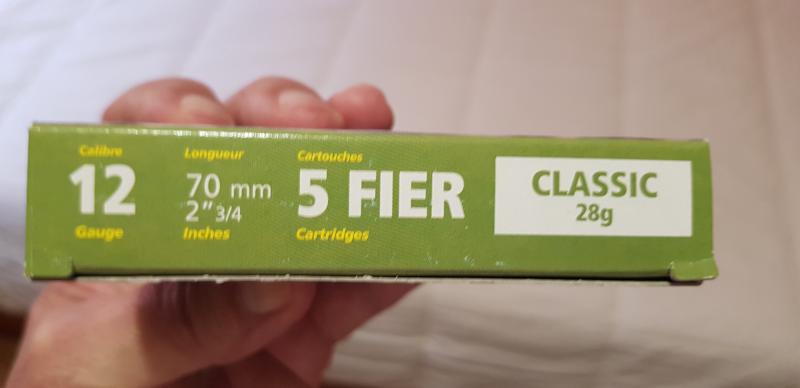 Calibre
12
Gauge
Longueur
70 mm
2" 3/4
Inches
Cartouches
5 FIER
Cartridges
CLASSIC
28g